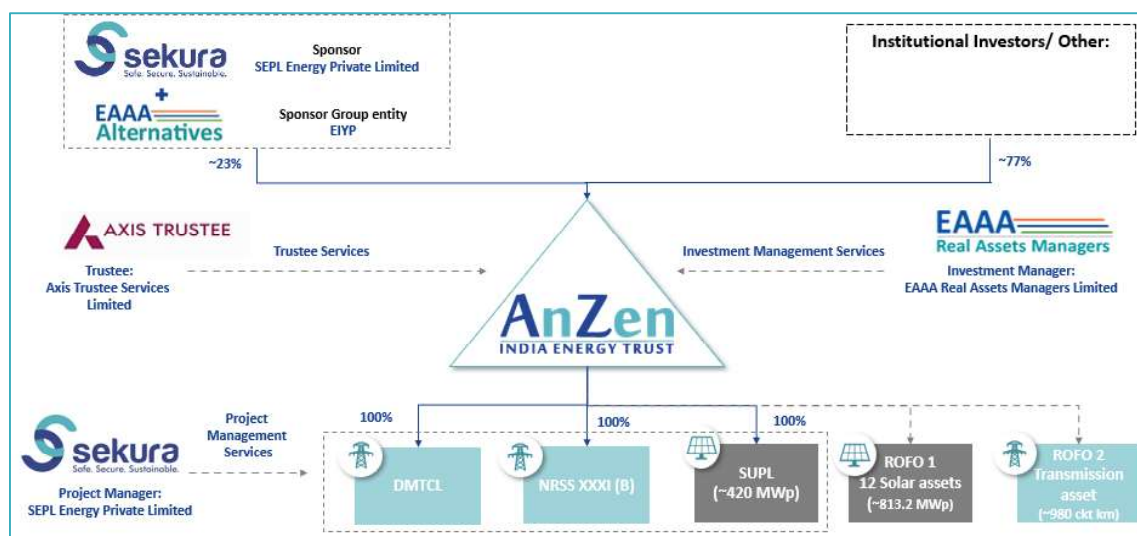 sekura
Safe. Secure. Sustainable.
+
EAAA
Alternatives
Sponsor
SEPL Energy Private Limited
Sponsor Group entity
EIYP
Institutional Investors/ Other:
~23%
~77%
AXIS TRUSTEE
Trustee:
Axis Trustee Services
Limited
Trustee Services
Investment Management Services
EAAA
Real Assets Managers
Investment Manager:
EAAA Real Assets Managers Limited
AnZen
INDIA ENERGY TRUST
sekura
Safe. Secure. Sustainable.
Project Manager:
SEPL Energy Private Limited
Project
Management
Services
100%
100%
100%
DMTCL
NRSS XXXI (B)
SUPL
(~420 MWp)
ROFO 1
12 Solar assets
(~813.2 MWp)
ROFO 2
Transmission
asset
(~980 ckt km)